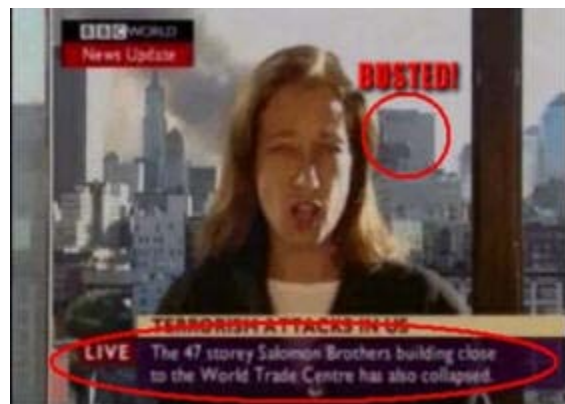 BBC WORLD
News Update
BUSTED!
TERRORISM ATTACKS IN US
LIVE
The 47 storey Salomon Brothers building close
to the World Trade Centre has also collapsed.